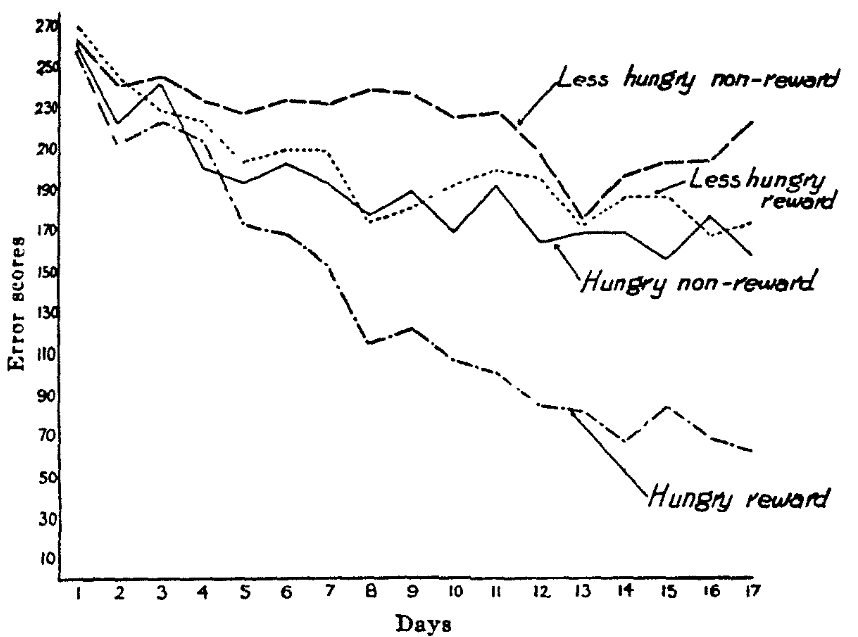 270
250
230
210
190
170
150
130
110
90
70
50
30
10
Error scores
Less hungry non-reward
Less hungry
reward
Hungry non-reward
Hungry reward
1 2 3 4 5 6 7 8 9 10 11 12 13 14 15 16 17
Days